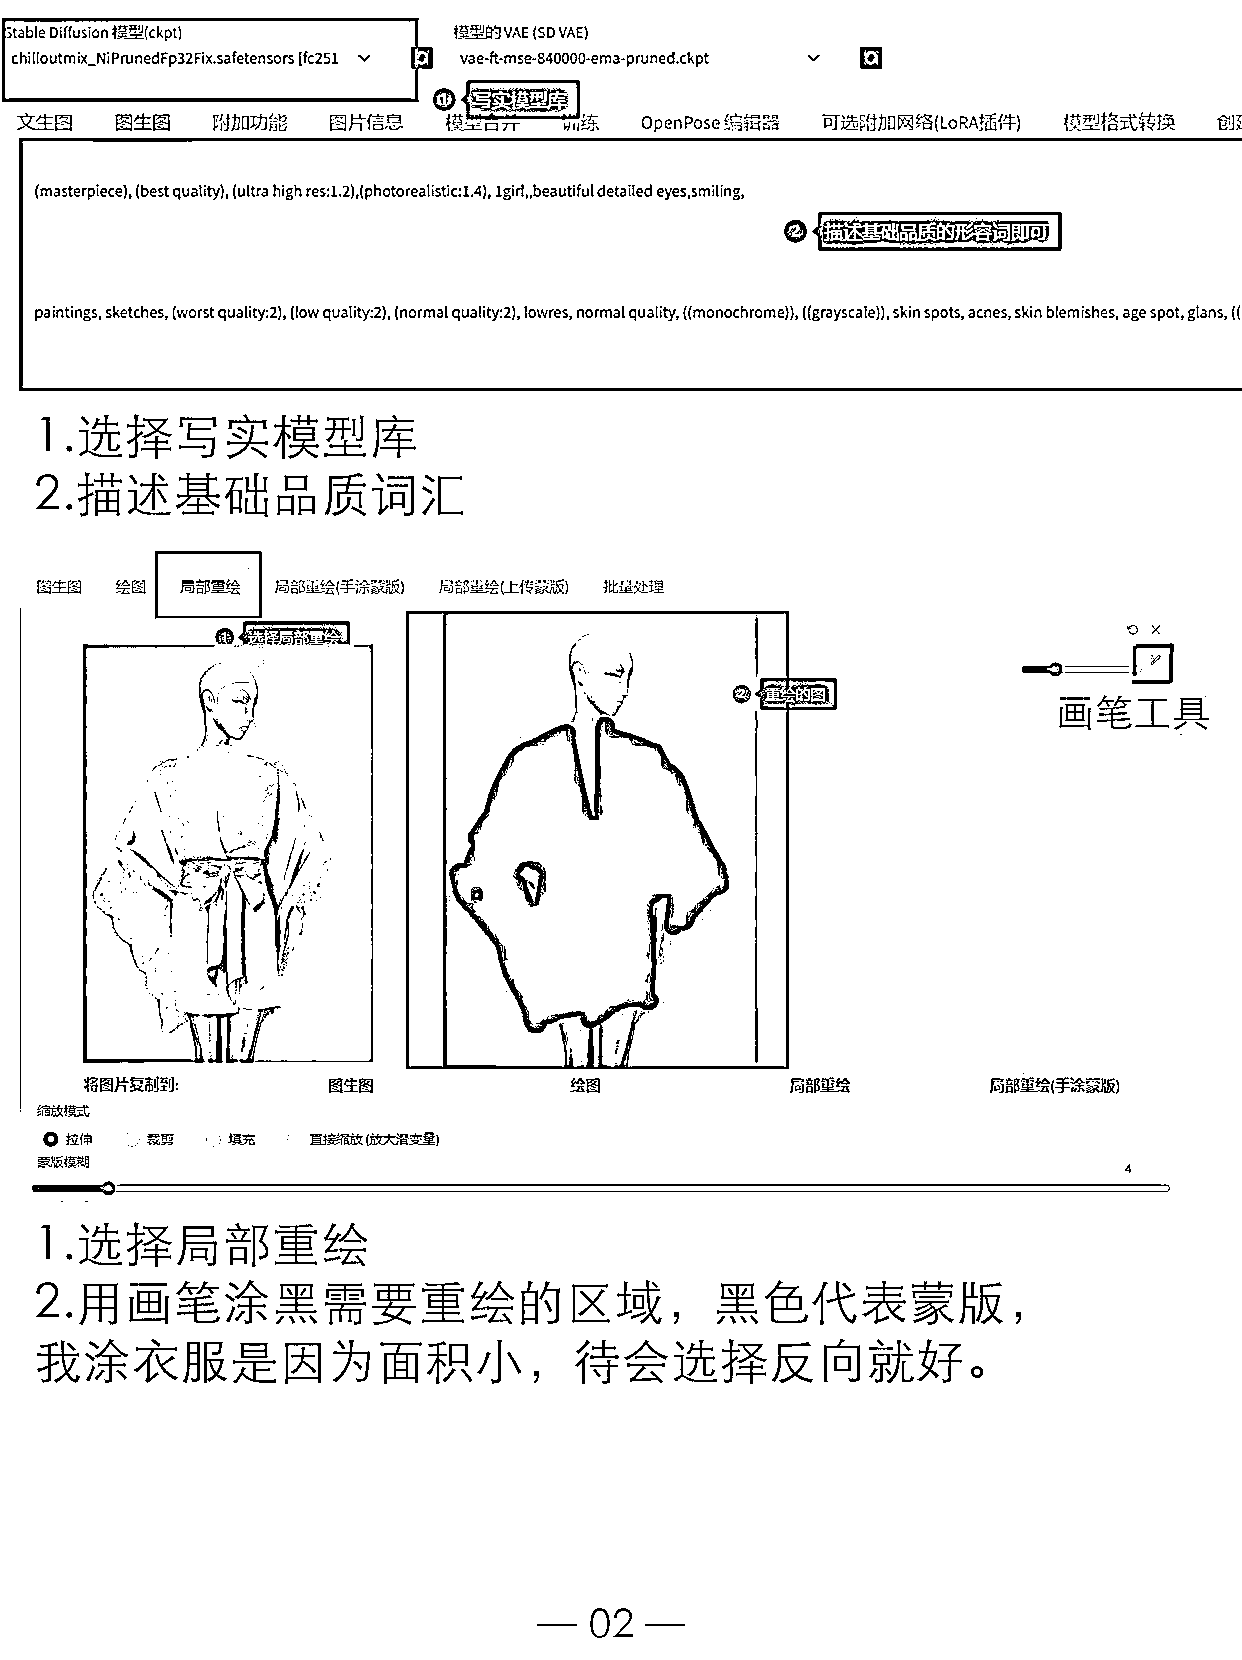 Stable Diffusion 模型(ckpt)
模型的 VAE (SD VAE)
chilloutmix_NiPrunedFp32Fix.safetensors [fc251
vae-ft-mse-840000-ema-pruned.ckpt
1 写实模型库
文生图 图生图 附加功能 图片信息 模型合并 训练 OpenPose 编辑器 可选附加网络(LoRA插件) 模型格式转换
(masterpiece), (best quality), (ultra high res:1.2),(photorealistic:1.4), 1girl,,beautiful detailed eyes,smiling,
2 描述基础品质的形容词即可
paintings, sketches, (worst quality:2), (low quality:2), (normal quality:2), lowres, normal quality, ((monochrome)), ((grayscale)), skin spots, acnes, skin blemishes, age spot, glans, ((
1.选择写实模型库
2.描述基础品质词汇
图生图 绘图 局部重绘 局部重绘(手涂蒙版) 局部重绘(上传蒙版) 批量处理
1 选择局部重绘
2 重绘的图
画笔工具
将图片复制到: 图生图 绘图 局部重绘 局部重绘(手涂蒙版)
缩放模式
拉伸 裁剪 填充 直接缩放 (放大潜变量)
蒙版模糊
4
1.选择局部重绘
2.用画笔涂黑需要重绘的区域，黑色代表蒙版，
我涂衣服是因为面积小，待会选择反向就好。
— 02 —